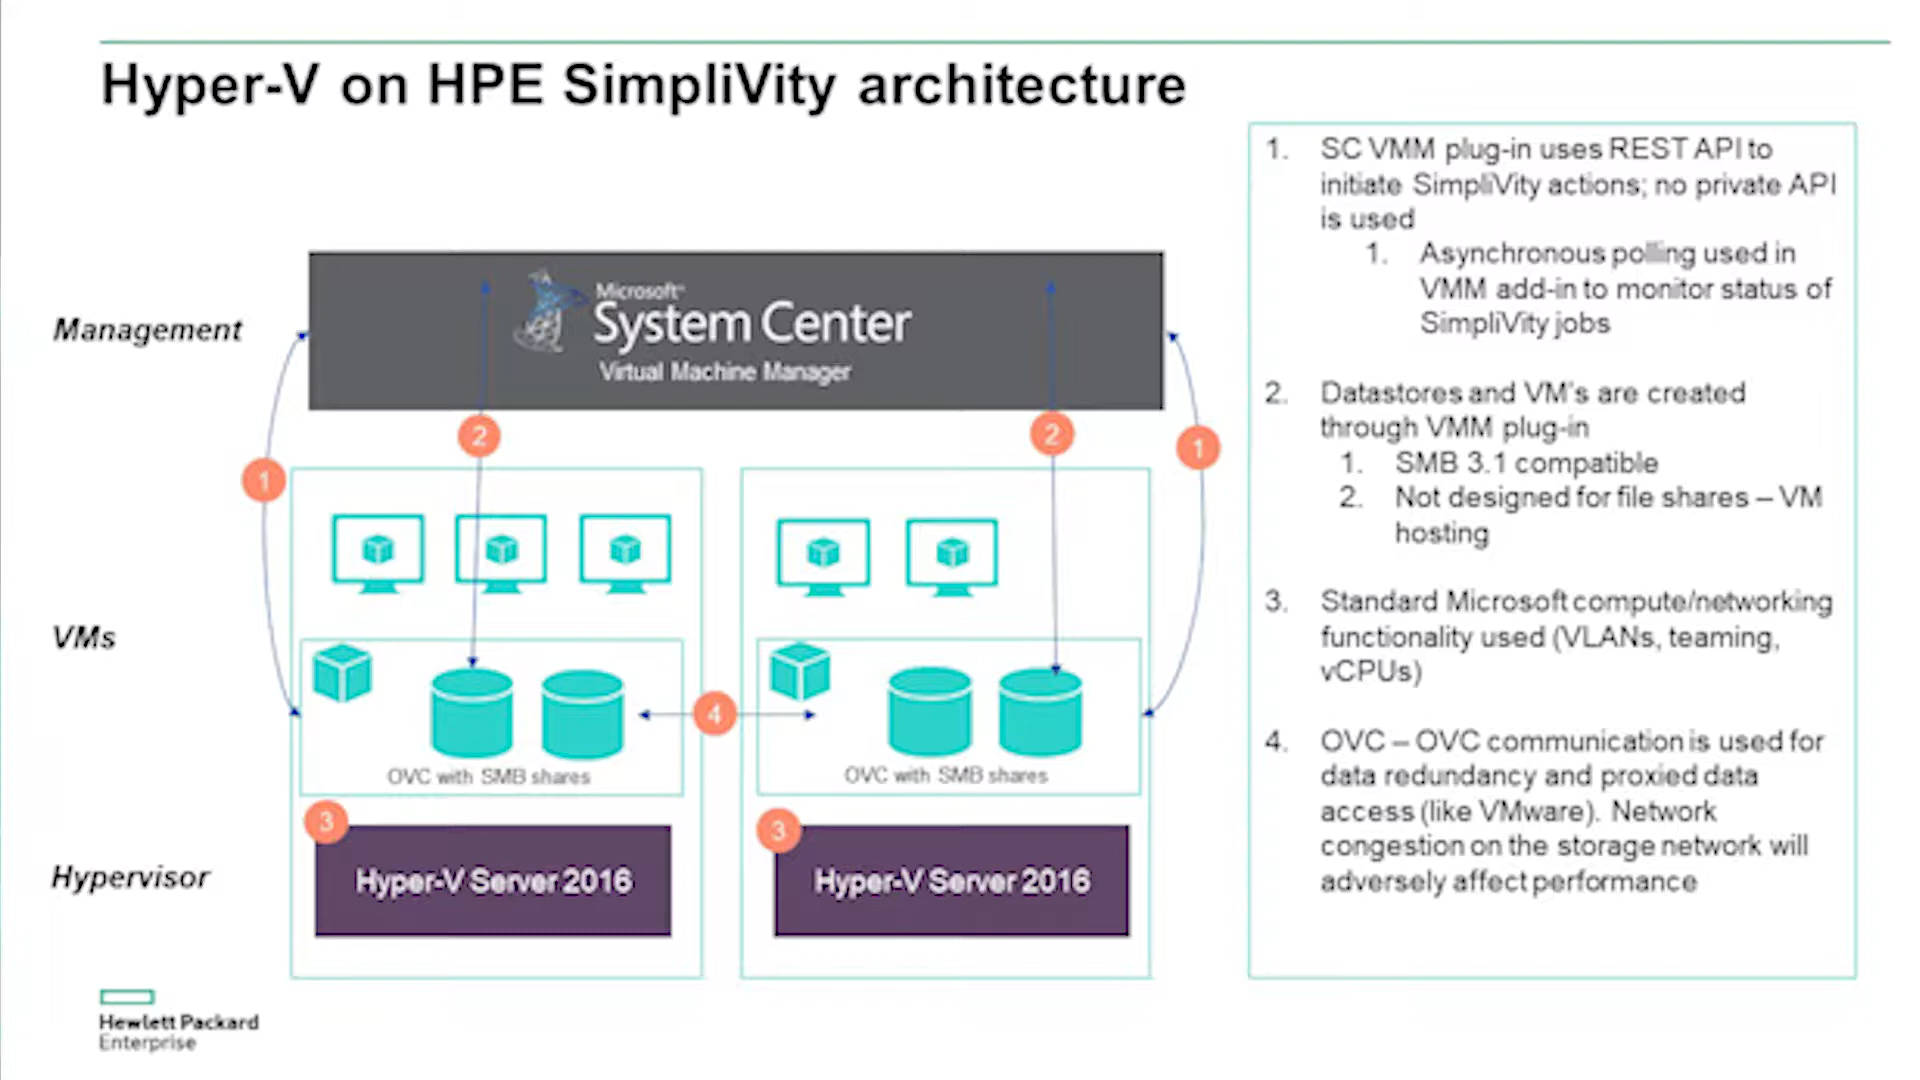 Hyper-V on HPE SimpliVity architecture
Management
Microsoft
System Center
Virtual Machine Manager
1
2
2
1
VMs
OVC with SMB shares
4
OVC with SMB shares
3
3
Hypervisor
Hyper-V Server 2016
Hyper-V Server 2016
1. SC VMM plug-in uses REST API to
initiate SimpliVity actions; no private API
is used
1. Asynchronous polling used in
VMM add-in to monitor status of
SimpliVity jobs
2. Datastores and VM's are created
through VMM plug-in
1. SMB 3.1 compatible
2. Not designed for file shares – VM
hosting
3. Standard Microsoft compute/networking
functionality used (VLANs, teaming,
vCPUs)
4. OVC – OVC communication is used for
data redundancy and proxied data
access (like VMware). Network
congestion on the storage network will
adversely affect performance
Hewlett Packard
Enterprise